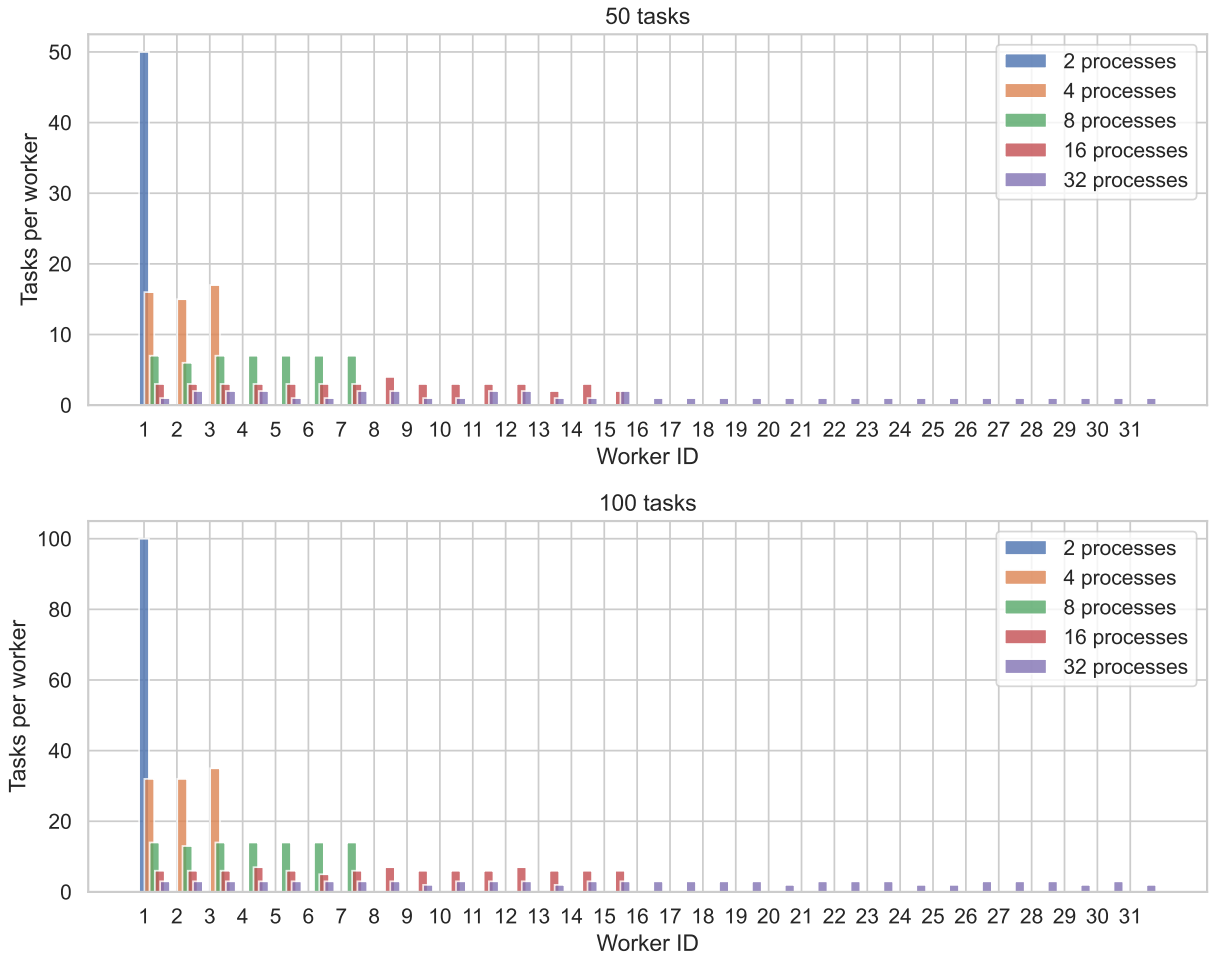 50 tasks
50
40
30
20
10
0
Tasks per worker
2 processes
4 processes
8 processes
16 processes
32 processes
1 2 3 4 5 6 7 8 9 10 11 12 13 14 15 16 17 18 19 20 21 22 23 24 25 26 27 28 29 30 31
Worker ID
100 tasks
100
80
60
40
20
0
Tasks per worker
2 processes
4 processes
8 processes
16 processes
32 processes
1 2 3 4 5 6 7 8 9 10 11 12 13 14 15 16 17 18 19 20 21 22 23 24 25 26 27 28 29 30 31
Worker ID